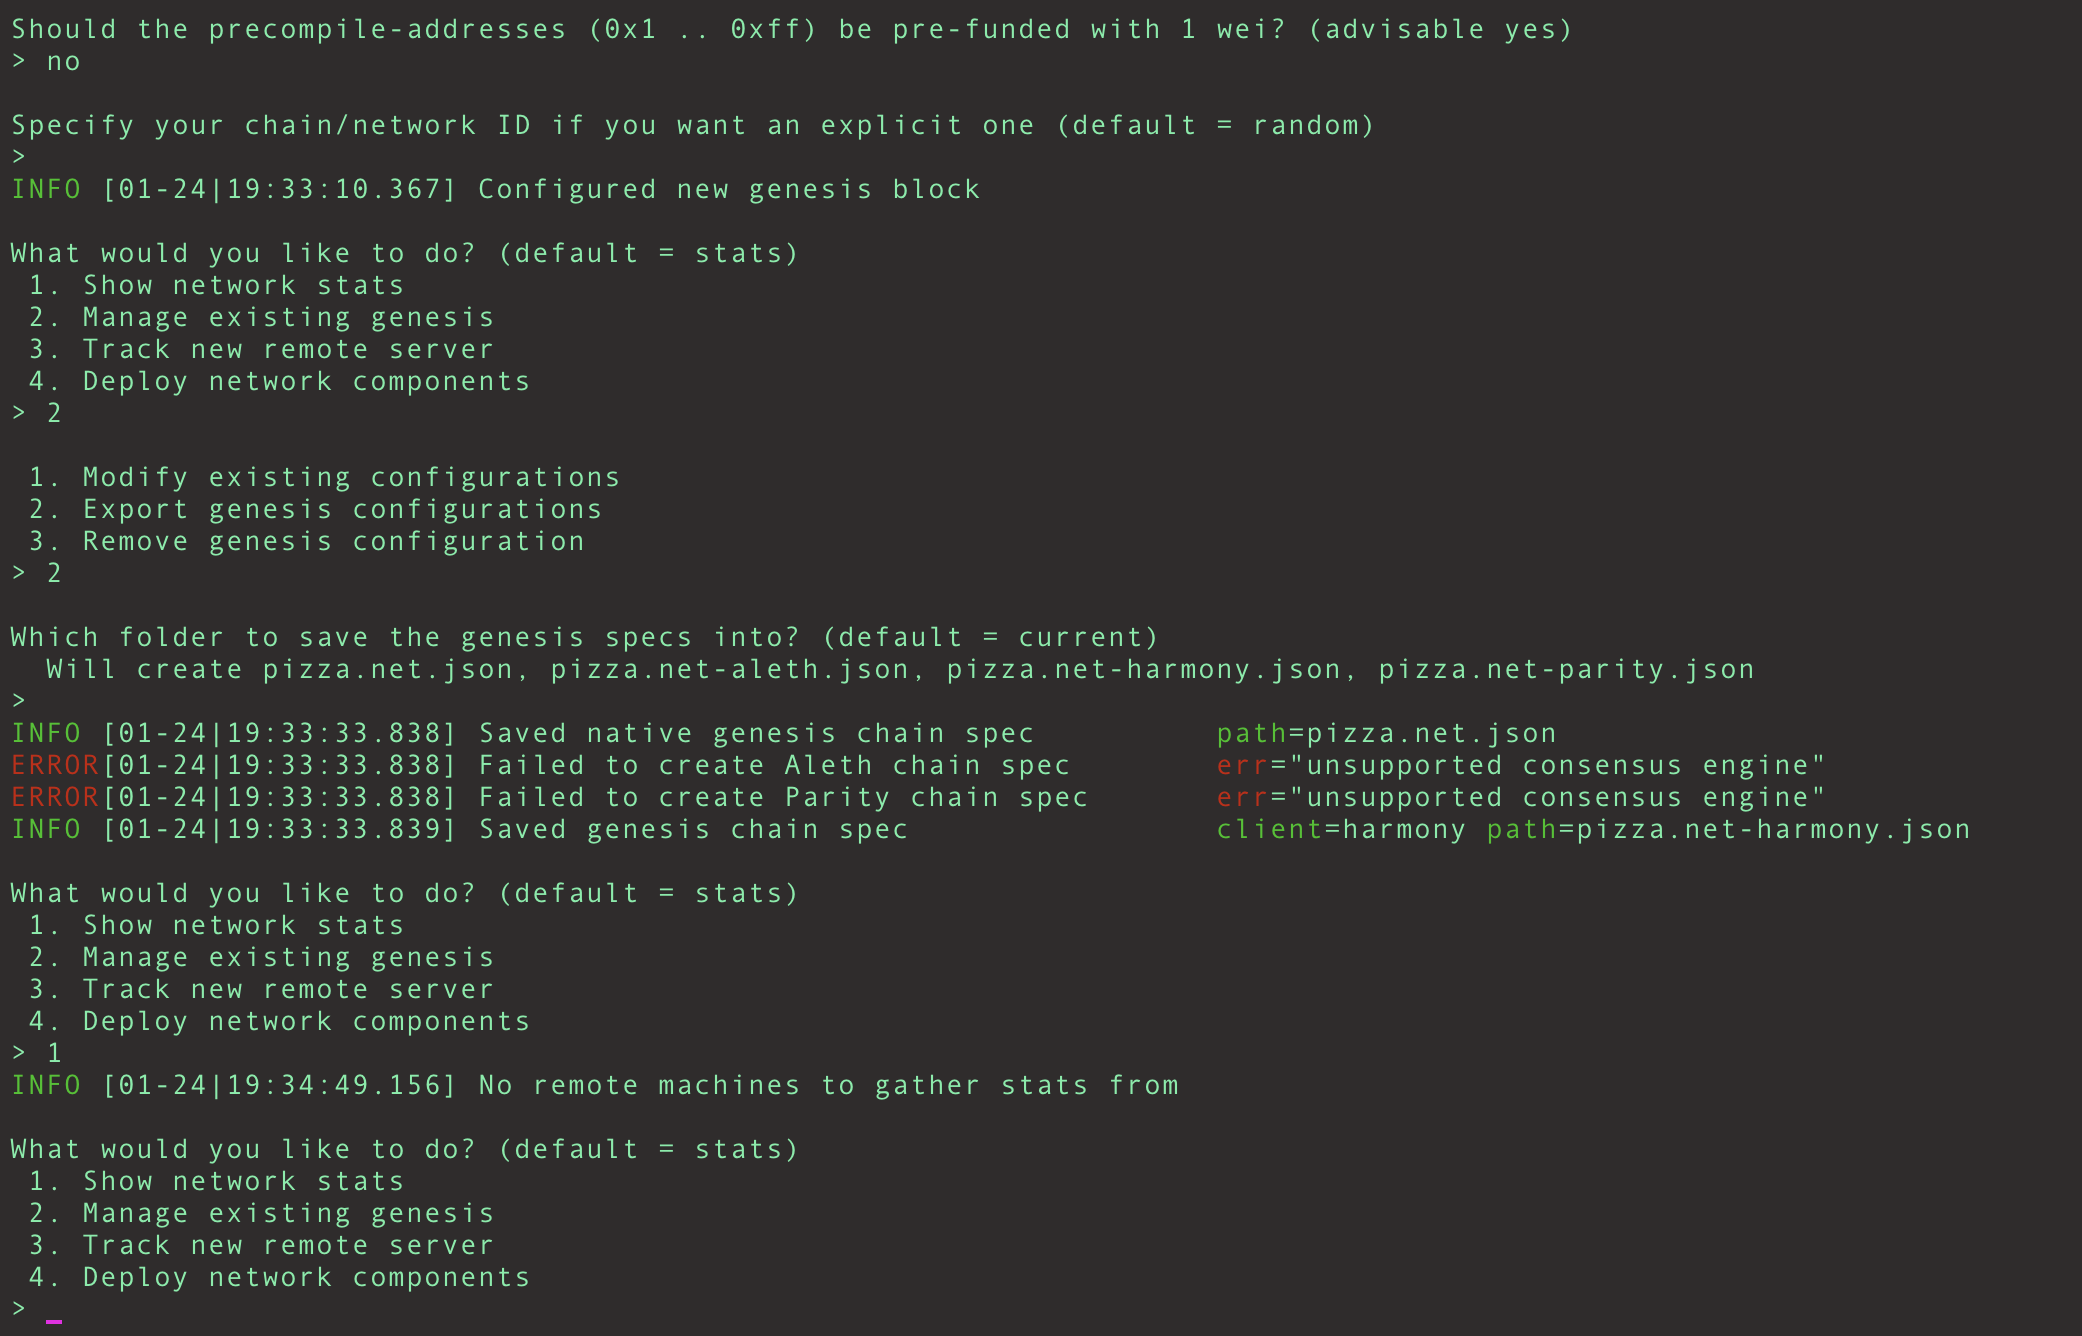 Should the precompile-addresses (0x1 .. 0xff) be pre-funded with 1 wei? (advisable yes)
> no
Specify your chain/network ID if you want an explicit one (default = random)
>
INFO [01-24|19:33:10.367] Configured new genesis block
What would you like to do? (default = stats)
1. Show network stats
2. Manage existing genesis
3. Track new remote server
4. Deploy network components
> 2
1. Modify existing configurations
2. Export genesis configurations
3. Remove genesis configuration
> 2
Which folder to save the genesis specs into? (default = current)
Will create pizza.net.json, pizza.net-aleth.json, pizza.net-harmony.json, pizza.net-parity.json
>
INFO [01-24|19:33:33.838] Saved native genesis chain spec path=pizza.net.json
ERROR[01-24|19:33:33.838] Failed to create Aleth chain spec err="unsupported consensus engine"
ERROR[01-24|19:33:33.838] Failed to create Parity chain spec err="unsupported consensus engine"
INFO [01-24|19:33:33.839] Saved genesis chain spec client=harmony path=pizza.net-harmony.json
What would you like to do? (default = stats)
1. Show network stats
2. Manage existing genesis
3. Track new remote server
4. Deploy network components
> 1
INFO [01-24|19:34:49.156] No remote machines to gather stats from
What would you like to do? (default = stats)
1. Show network stats
2. Manage existing genesis
3. Track new remote server
4. Deploy network components
> _